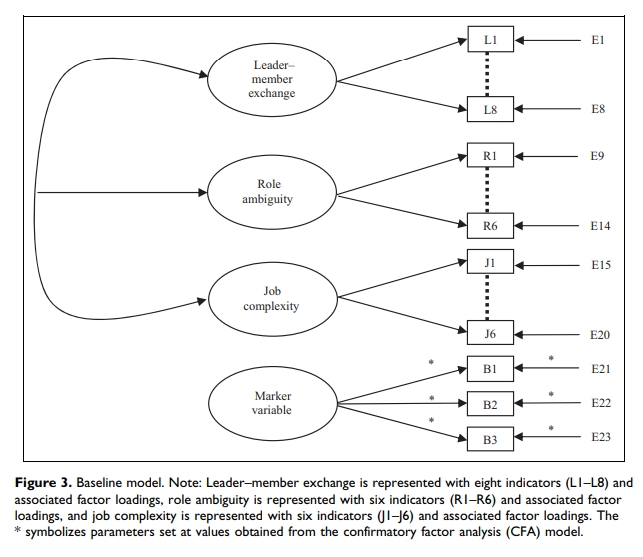 Leader–
member
exchange
L1
E1
L8
E8
Role
ambiguity
R1
E9
R6
E14
Job
complexity
J1
E15
J6
E20
Marker
variable
*
B1
*
E21
*
B2
*
E22
*
B3
*
E23
Figure 3. Baseline model. Note: Leader–member exchange is represented with eight indicators (L1–L8) and
associated factor loadings, role ambiguity is represented with six indicators (R1–R6) and associated factor
loadings, and job complexity is represented with six indicators (J1–J6) and associated factor loadings. The
* symbolizes parameters set at values obtained from the confirmatory factor analysis (CFA) model.